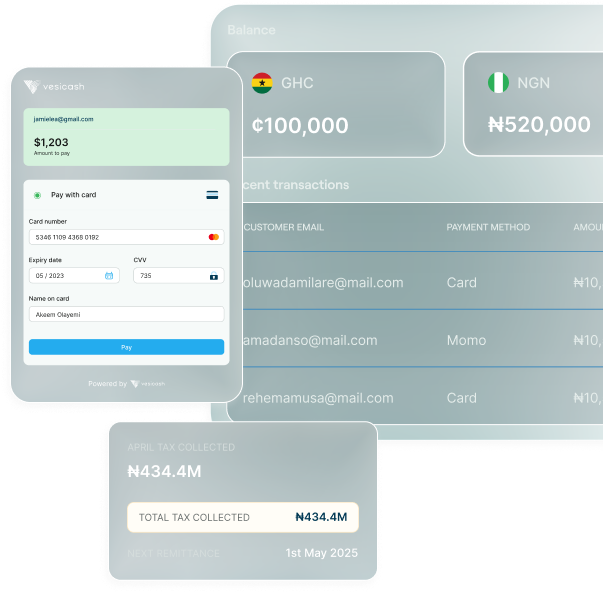 Balance
GHC
₵100,000
NGN
₦520,000
cent transactions
CUSTOMER EMAIL
PAYMENT METHOD
AMOU
oluwadamilare@mail.com
Card
₦10,
amadanso@mail.com
Momo
₦10,
rehemamusa@mail.com
Card
₦10,
vesicash
jamielea@gmail.com
$1,203
Amount to pay
Pay with card
Card number
5346 1109 4368 0192
Expiry date
CVV
05 / 2023
735
Name on card
Akeem Olayemi
Pay
Powered by vesicash
APRIL TAX COLLECTED
₦434.4M
TOTAL TAX COLLECTED
₦434.4M
NEXT REMITTANCE
1st May 2025